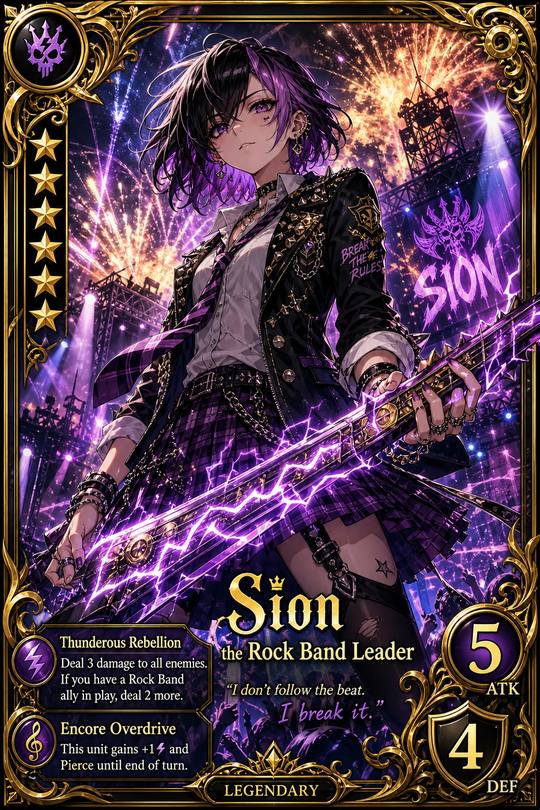 BREAK
THE
RULES
SION
Sion
the Rock Band Leader
"I don't follow the beat.
I break it."
Thunderous Rebellion
Deal 3 damage to all enemies.
If you have a Rock Band
ally in play, deal 2 more.
Encore Overdrive
This unit gains +1⚡ and
Pierce until end of turn.
5
ATK
4
DEF
LEGENDARY